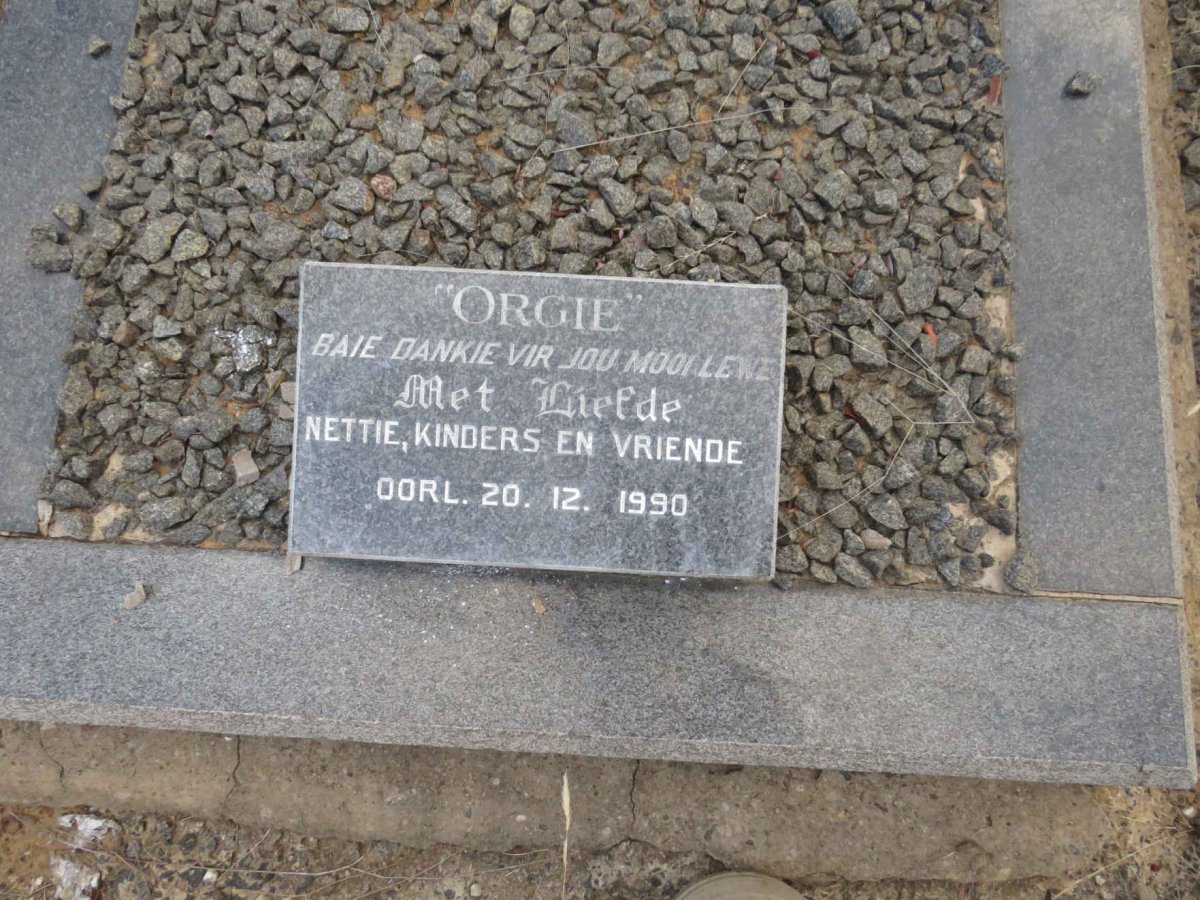 "ORGIE"
BAIE DANKIE VIR JOU MOOI LEWE
Met Liefde
NETTIE, KINDERS EN VRIENDE
OORL. 20. 12. 1990